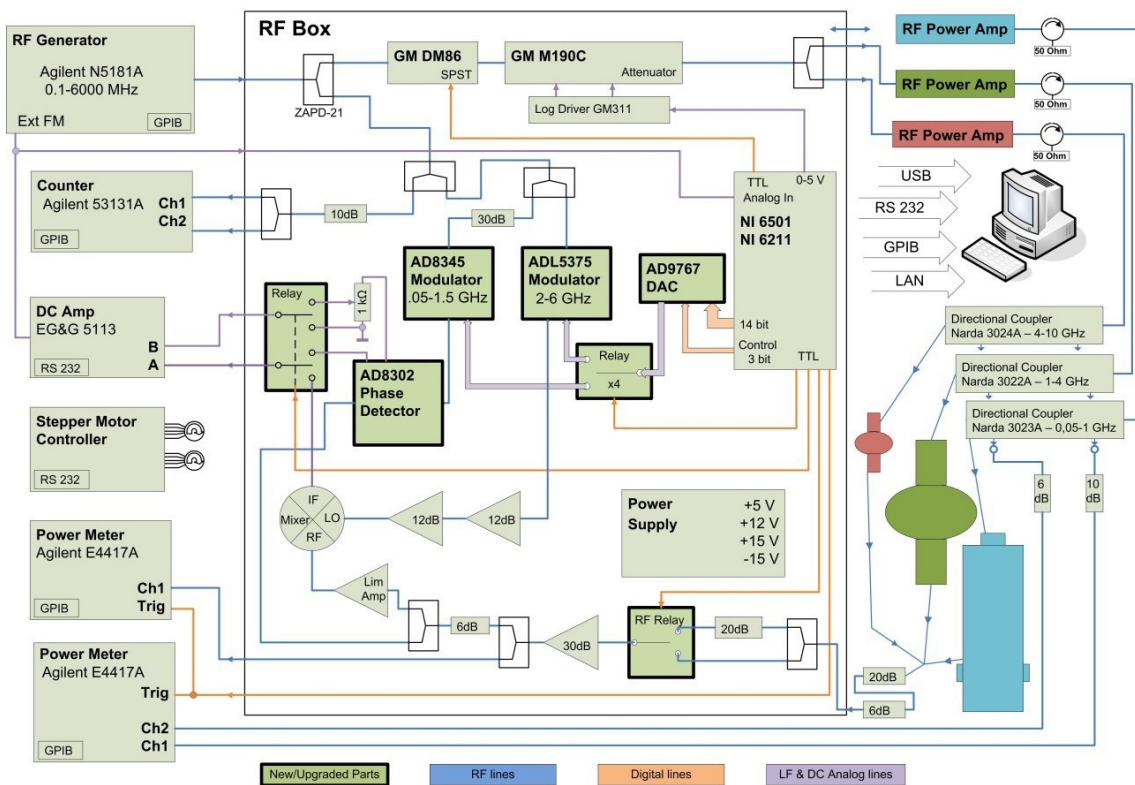 RF Generator
Agilent N5181A
0.1-6000 MHz
Ext FM
GPIB
Counter
Agilent 53131A
Ch1
Ch2
GPIB
DC Amp
EG&G 5113
B
A
RS 232
Stepper Motor
Controller
RS 232
Power Meter
Agilent E4417A
Ch1
Trig
GPIB
Power Meter
Agilent E4417A
Trig
Ch2
Ch1
GPIB
RF Box
ZAPD-21
GM DM86
SPST
GM M190C
Attenuator
Log Driver GM311
10dB
30dB
TTL
0-5 V
Analog In
NI 6501
NI 6211
14 bit
Control
3 bit
TTL
AD8345
Modulator
.05-1.5 GHz
ADL5375
Modulator
2-6 GHz
AD9767
DAC
Relay
1 kΩ
AD8302
Phase
Detector
Relay
x4
IF
Mixer
LO
RF
12dB
12dB
Power
Supply
+5 V
+12 V
+15 V
-15 V
Lim
Amp
6dB
30dB
RF Relay
20dB
RF Power Amp
50 Ohm
RF Power Amp
50 Ohm
RF Power Amp
50 Ohm
USB
RS 232
GPIB
LAN
Directional Coupler
Narda 3024A – 4-10 GHz
Directional Coupler
Narda 3022A – 1-4 GHz
Directional Coupler
Narda 3023A – 0,05-1 GHz
6
dB
10
dB
20dB
6dB
New/Upgraded Parts
RF lines
Digital lines
LF & DC Analog lines